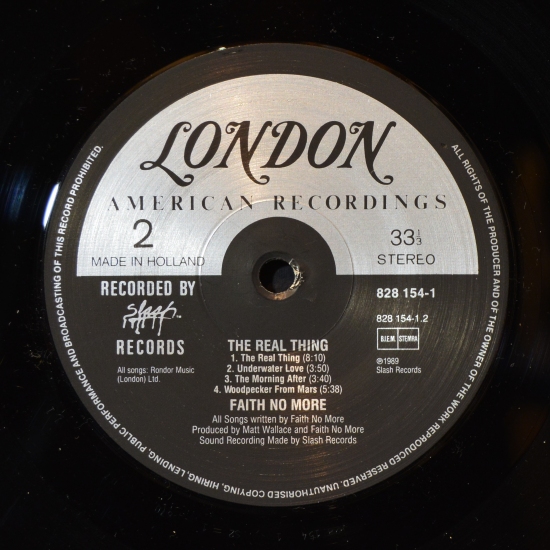 LONDON
AMERICAN RECORDINGS
2
33 1/3
MADE IN HOLLAND
STEREO
RECORDED BY
slash
RECORDS
828 154-1
828 154-1.2
B.I.E.M. STEMRA
All songs: Rondor Music
(London) Ltd.
℗1989
Slash Records
THE REAL THING
1. The Real Thing (8:10)
2. Underwater Love (3:50)
3. The Morning After (3:40)
4. Woodpecker From Mars (5:38)
FAITH NO MORE
All Songs written by Faith No More
Produced by Matt Wallace and Faith No More
Sound Recording Made by Slash Records
ALL RIGHTS OF THE PRODUCER AND OF THE OWNER OF THE WORK REPRODUCED RESERVED. UNAUTHORISED COPYING, HIRING, LENDING, PUBLIC PERFORMANCE AND BROADCASTING OF THIS RECORD PROHIBITED.